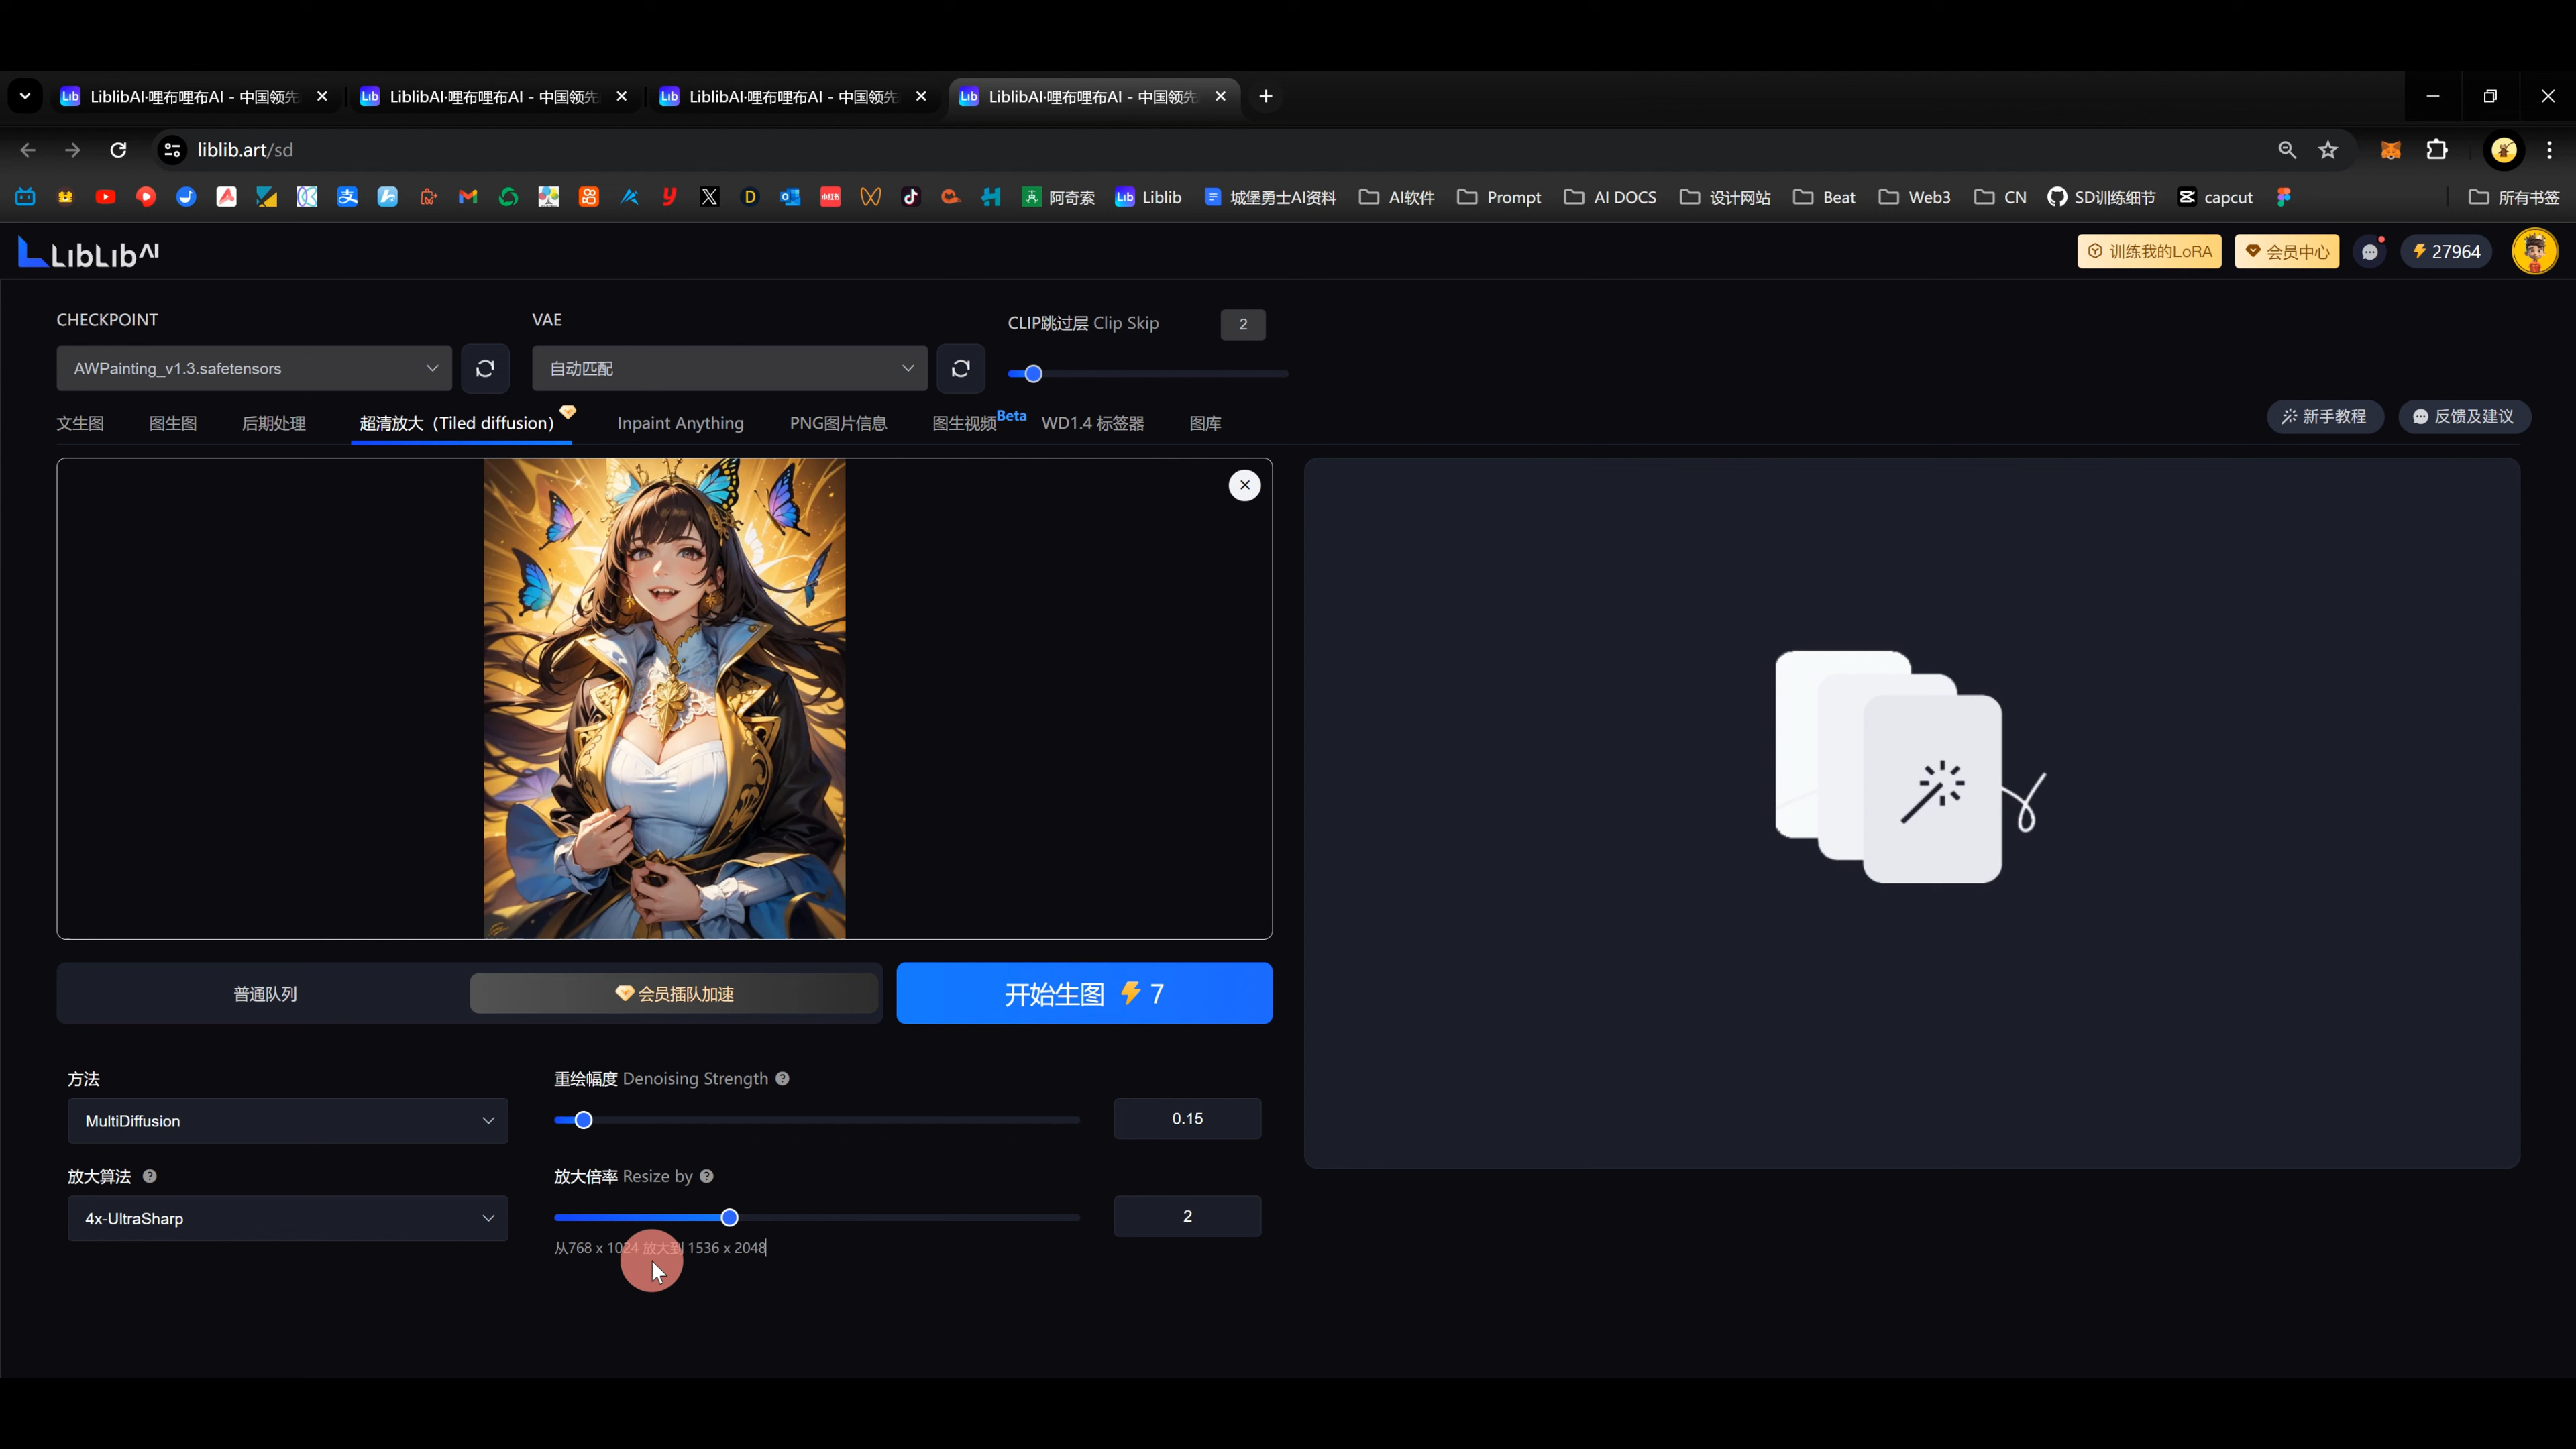 LiblibAI·哩布哩布AI - 中国领先
LiblibAI·哩布哩布AI - 中国领先
LiblibAI·哩布哩布AI - 中国领先
LiblibAI·哩布哩布AI - 中国领先
liblib.art/sd
阿奇索
Liblib
城堡勇士AI资料
AI软件
Prompt
AI DOCS
设计网站
Beat
Web3
CN
SD训练细节
capcut
所有书签
LibLibAI
训练我的LoRA
会员中心
27964
CHECKPOINT
VAE
CLIP跳过层 Clip Skip
2
AWPainting_v1.3.safetensors
自动匹配
文生图
图生图
后期处理
超清放大（Tiled diffusion）
Inpaint Anything
PNG图片信息
图生视频Beta
WD1.4 标签器
图库
新手教程
反馈及建议
普通队列
会员插队加速
开始生图 7
方法
重绘幅度 Denoising Strength
MultiDiffusion
0.15
放大算法
放大倍率 Resize by
4x-UltraSharp
2
从768 x 1024 放大到 1536 x 2048